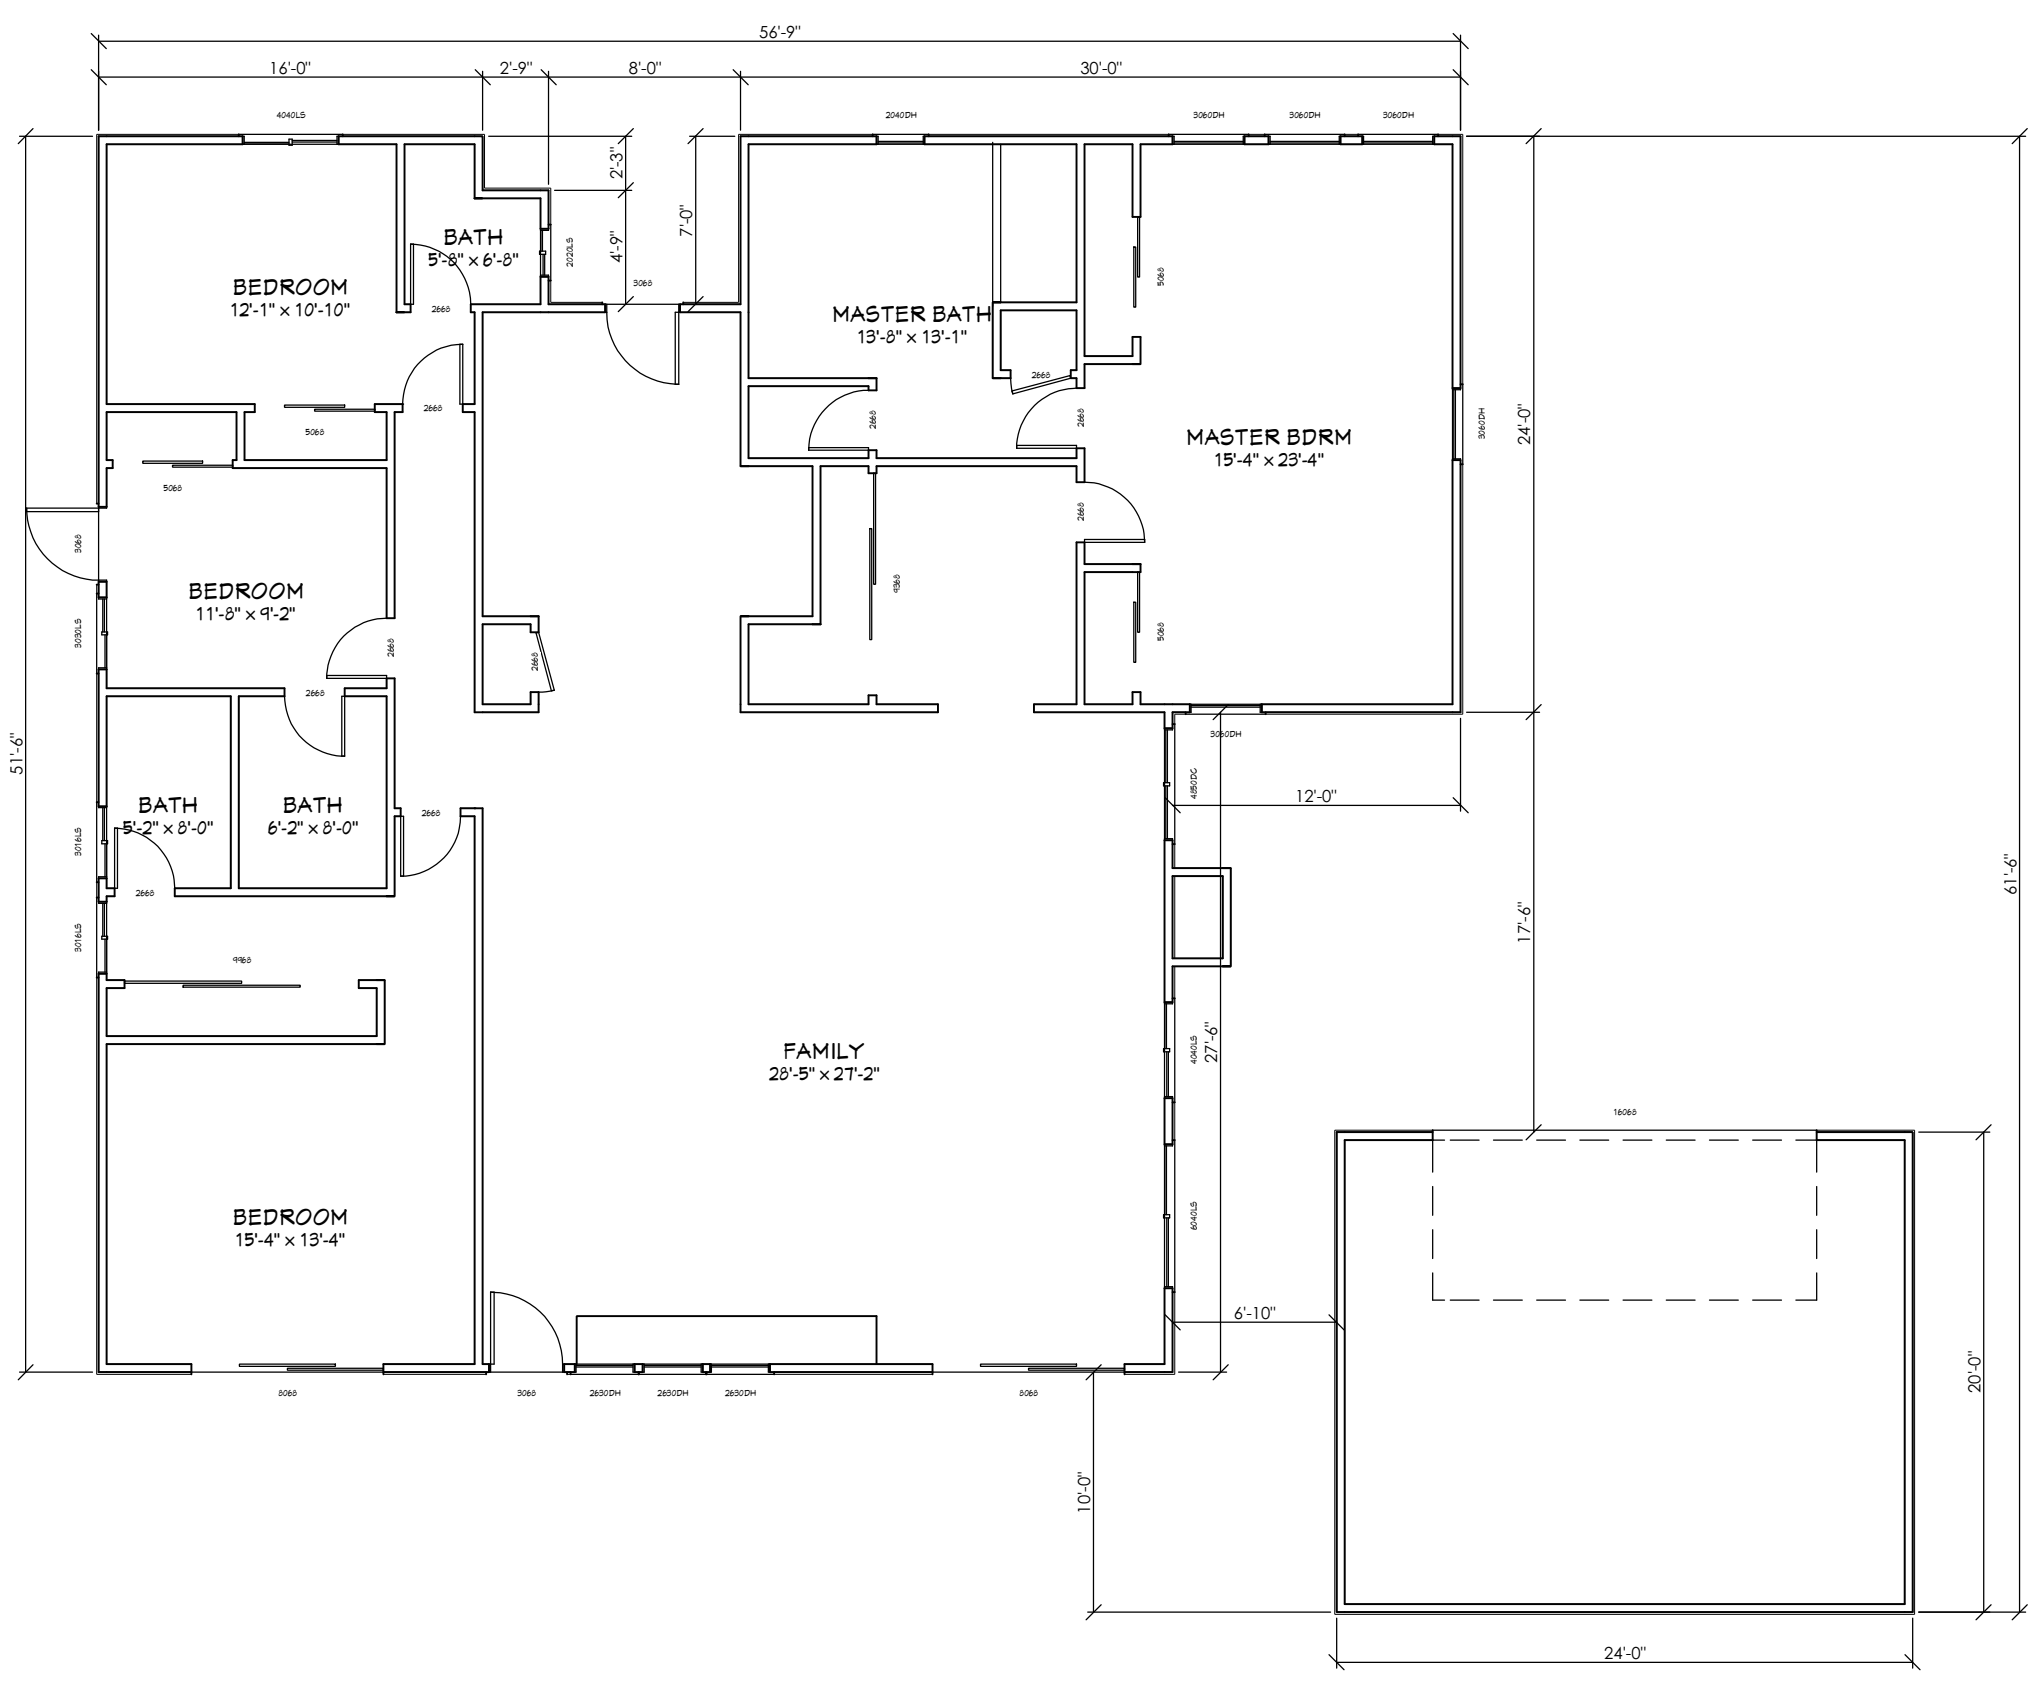 56'-9"
16'-0"
2'-9"
8'-0"
30'-0"
4040LS
2040DH
3060DH
3060DH
3060DH
2'-3"
4'-9"
7'-0"
2020LS
3068
BATH
5'-8" x 6'-8"
2668
BEDROOM
12'-1" x 10'-10"
MASTER BATH
13'-8" x 13'-1"
5068
2668
2668
5068
2668
2668
3060DH
24'-0"
MASTER BDRM
15'-4" x 23'-4"
5068
3068
2668
9368
BEDROOM
11'-8" x 9'-2"
3030LS
2668
2668
5068
2668
3060DH
51'-6"
4850DC
12'-0"
BATH
5'-2" x 8'-0"
BATH
6'-2" x 8'-0"
2668
3016LS
2668
61'-6"
17'-6"
3016LS
9968
FAMILY
28'-5" x 27'-2"
4040LS
27'-6"
16068
BEDROOM
15'-4" x 13'-4"
6040LS
6'-10"
20'-0"
8068
3068
2630DH
2630DH
2630DH
8068
10'-0"
24'-0"